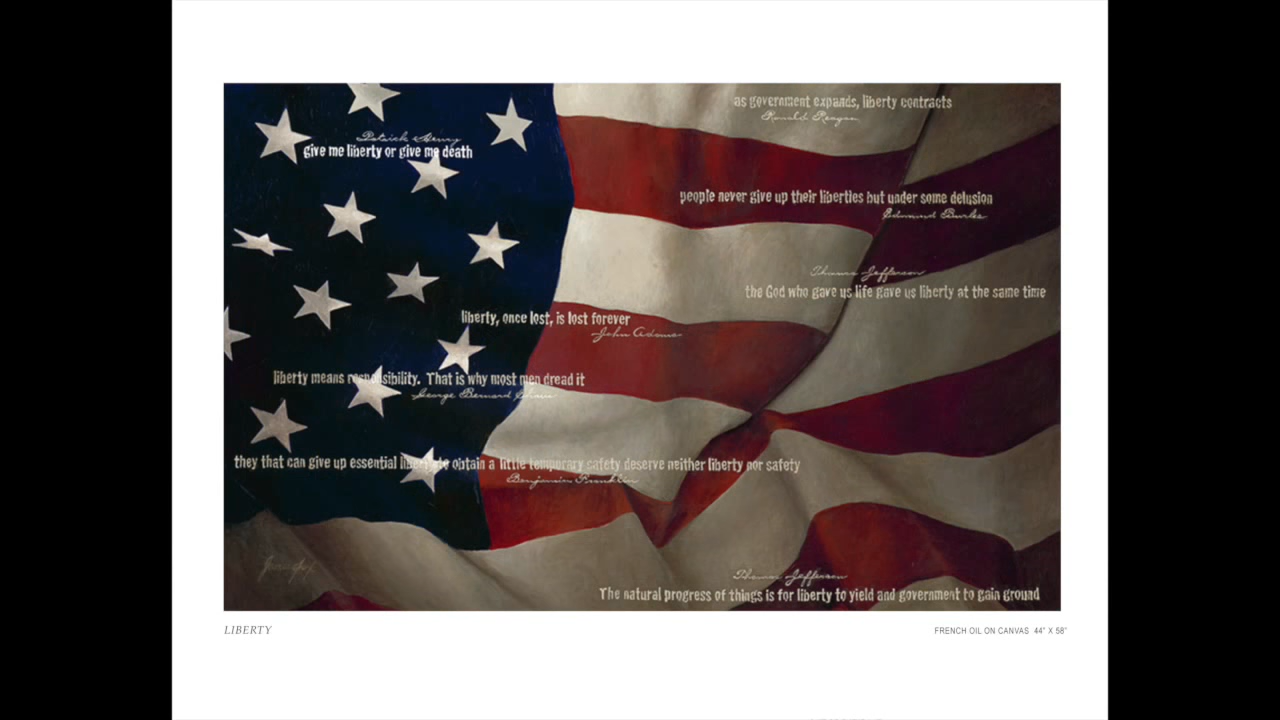 as government expands, liberty contracts
Ronald Reagan
Patrick Henry
give me liberty or give me death
people never give up their liberties but under some delusion
Edmund Burke
Thomas Jefferson
the God who gave us life gave us liberty at the same time
liberty, once lost, is lost forever
John Adams
liberty means responsibility. That is why most men dread it
George Bernard Shaw
they that can give up essential liberty to obtain a little temporary safety deserve neither liberty nor safety
Benjamin Franklin
Thomas Jefferson
The natural progress of things is for liberty to yield and government to gain ground
LIBERTY
FRENCH OIL ON CANVAS 44" X 58"